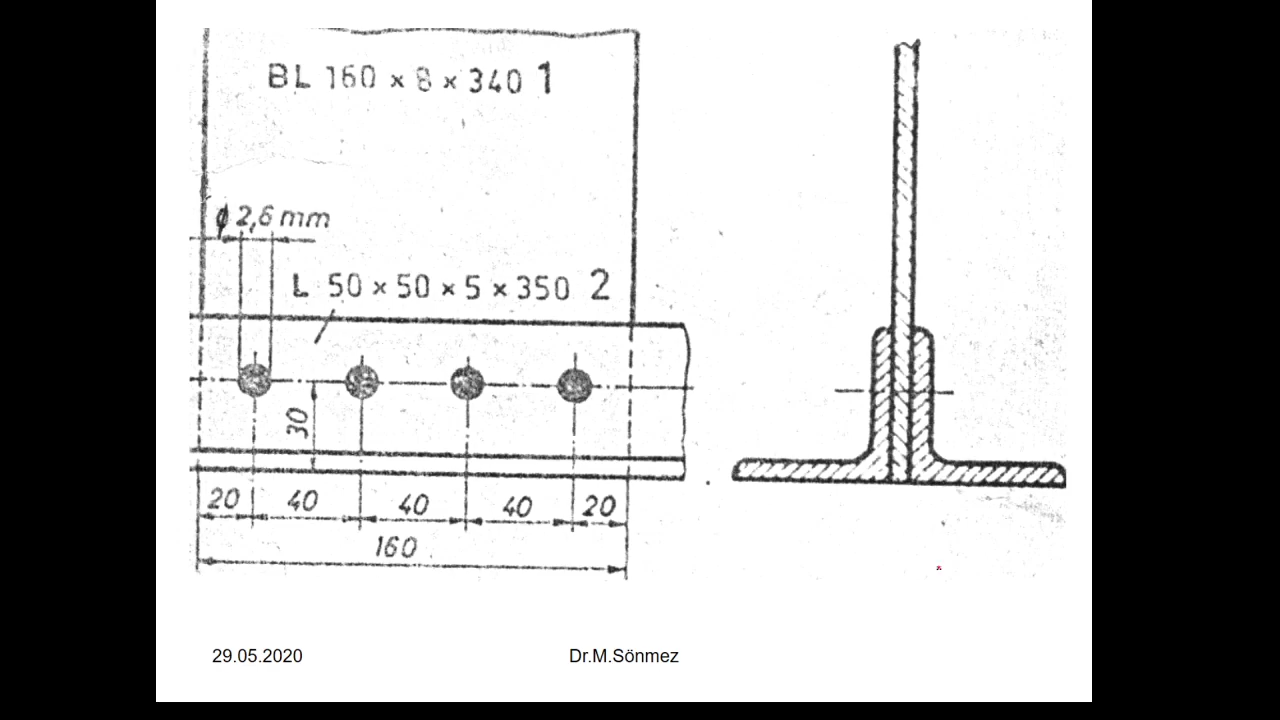 BL 160 × 8 × 340 1
ϕ 2,6 mm
L 50 × 50 × 5 × 350 2
30
20 40 40 40 20
160
29.05.2020 Dr.M.Sönmez